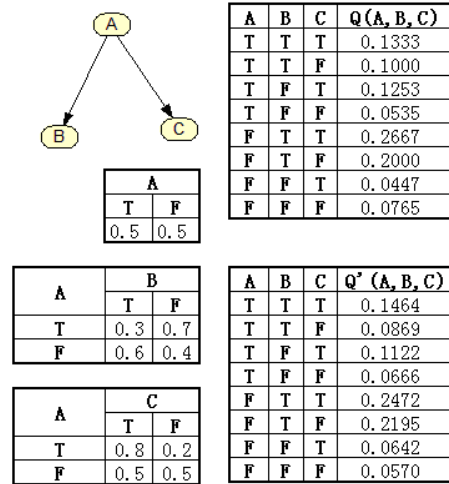 A
B
C
A
T F
0.5 0.5
A B
T F
T 0.3 0.7
F 0.6 0.4
A C
T F
T 0.8 0.2
F 0.5 0.5
A B C Q(A,B,C)
T T T 0.1333
T T F 0.1000
T F T 0.1253
T F F 0.0535
F T T 0.2667
F T F 0.2000
F F T 0.0447
F F F 0.0765
A B C Q'(A,B,C)
T T T 0.1464
T T F 0.0869
T F T 0.1122
T F F 0.0666
F T T 0.2472
F T F 0.2195
F F T 0.0642
F F F 0.0570